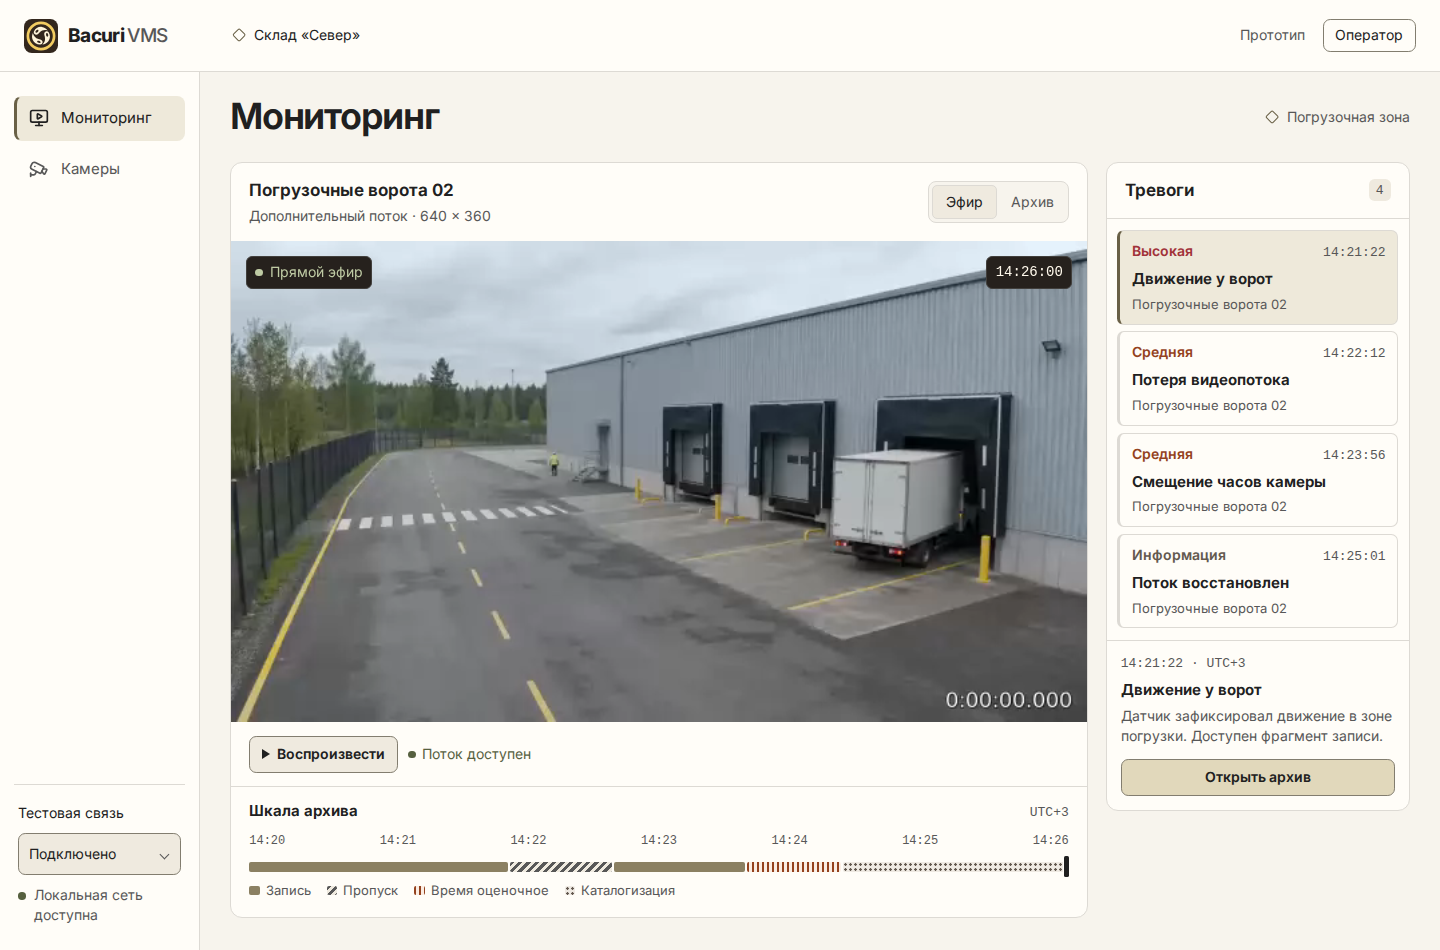 Bacuri VMS
Склад «Север»
Прототип
Оператор
Мониторинг
Камеры
Мониторинг
Погрузочная зона
Погрузочные ворота 02
Дополнительный поток · 640 × 360
Эфир
Архив
Прямой эфир
14:26:00
0:00:00.000
Воспроизвести
Поток доступен
Шкала архива
UTC+3
14:20 14:21 14:22 14:23 14:24 14:25 14:26
Запись Пропуск Время оценочное Каталогизация
Тревоги
4
Высокая 14:21:22
Движение у ворот
Погрузочные ворота 02
Средняя 14:22:12
Потеря видеопотока
Погрузочные ворота 02
Средняя 14:23:56
Смещение часов камеры
Погрузочные ворота 02
Информация 14:25:01
Поток восстановлен
Погрузочные ворота 02
14:21:22 · UTC+3
Движение у ворот
Датчик зафиксировал движение в зоне
погрузки. Доступен фрагмент записи.
Открыть архив
Тестовая связь
Подключено
Локальная сеть
доступна